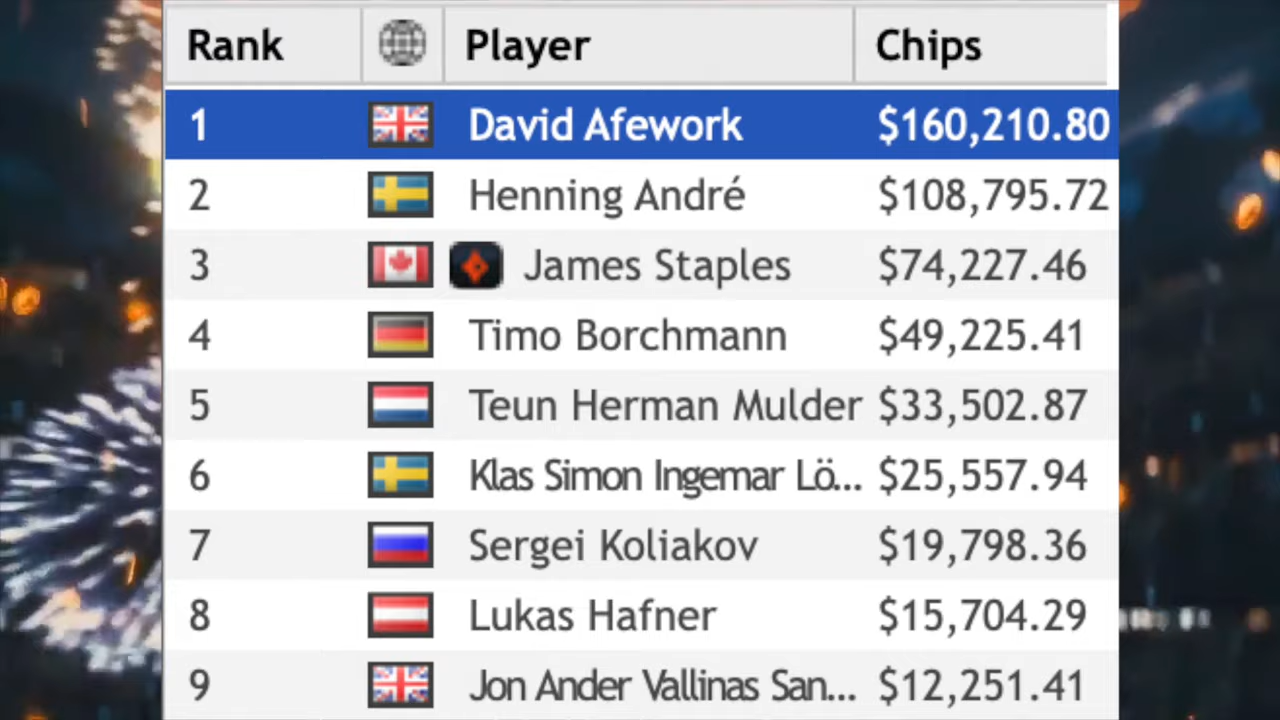 Rank Player Chips
1 David Afework $160,210.80
2 Henning André $108,795.72
3 James Staples $74,227.46
4 Timo Borchmann $49,225.41
5 Teun Herman Mulder $33,502.87
6 Klas Simon Ingemar Lö... $25,557.94
7 Sergei Koliakov $19,798.36
8 Lukas Hafner $15,704.29
9 Jon Ander Vallinas San... $12,251.41